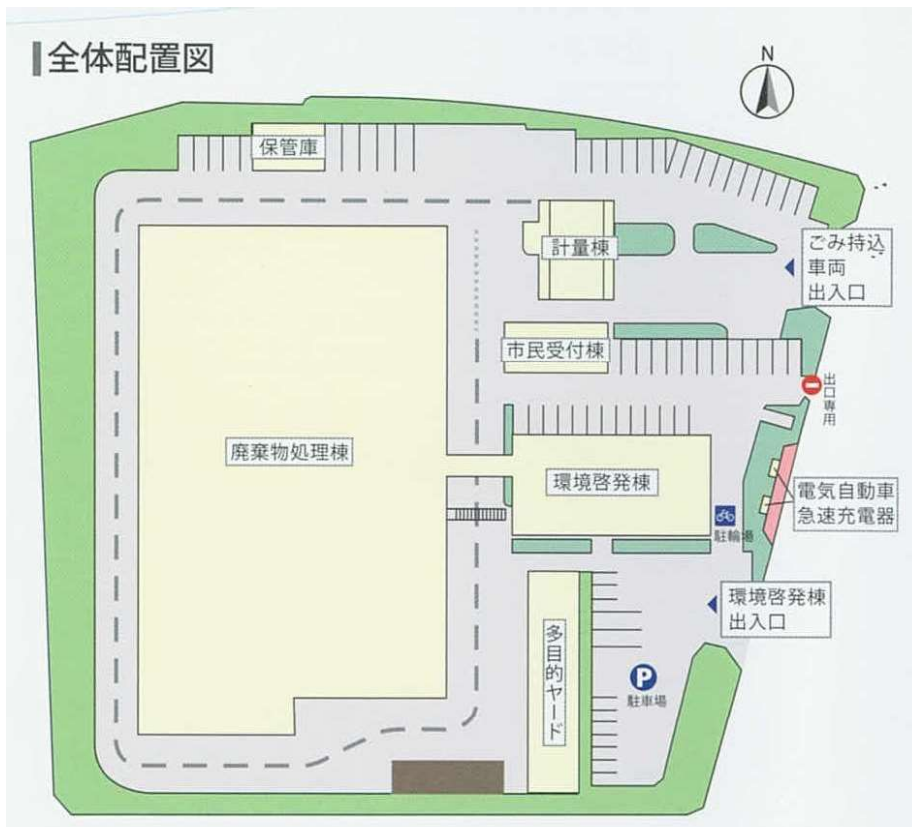 全体配置図
N
保管庫
計量棟
ごみ持込
車両
出入口
市民受付棟
出口専用
廃棄物処理棟
環境啓発棟
電気自動車
急速充電器
駐輪場
環境啓発棟
出入口
多目的ヤード
P
駐車場